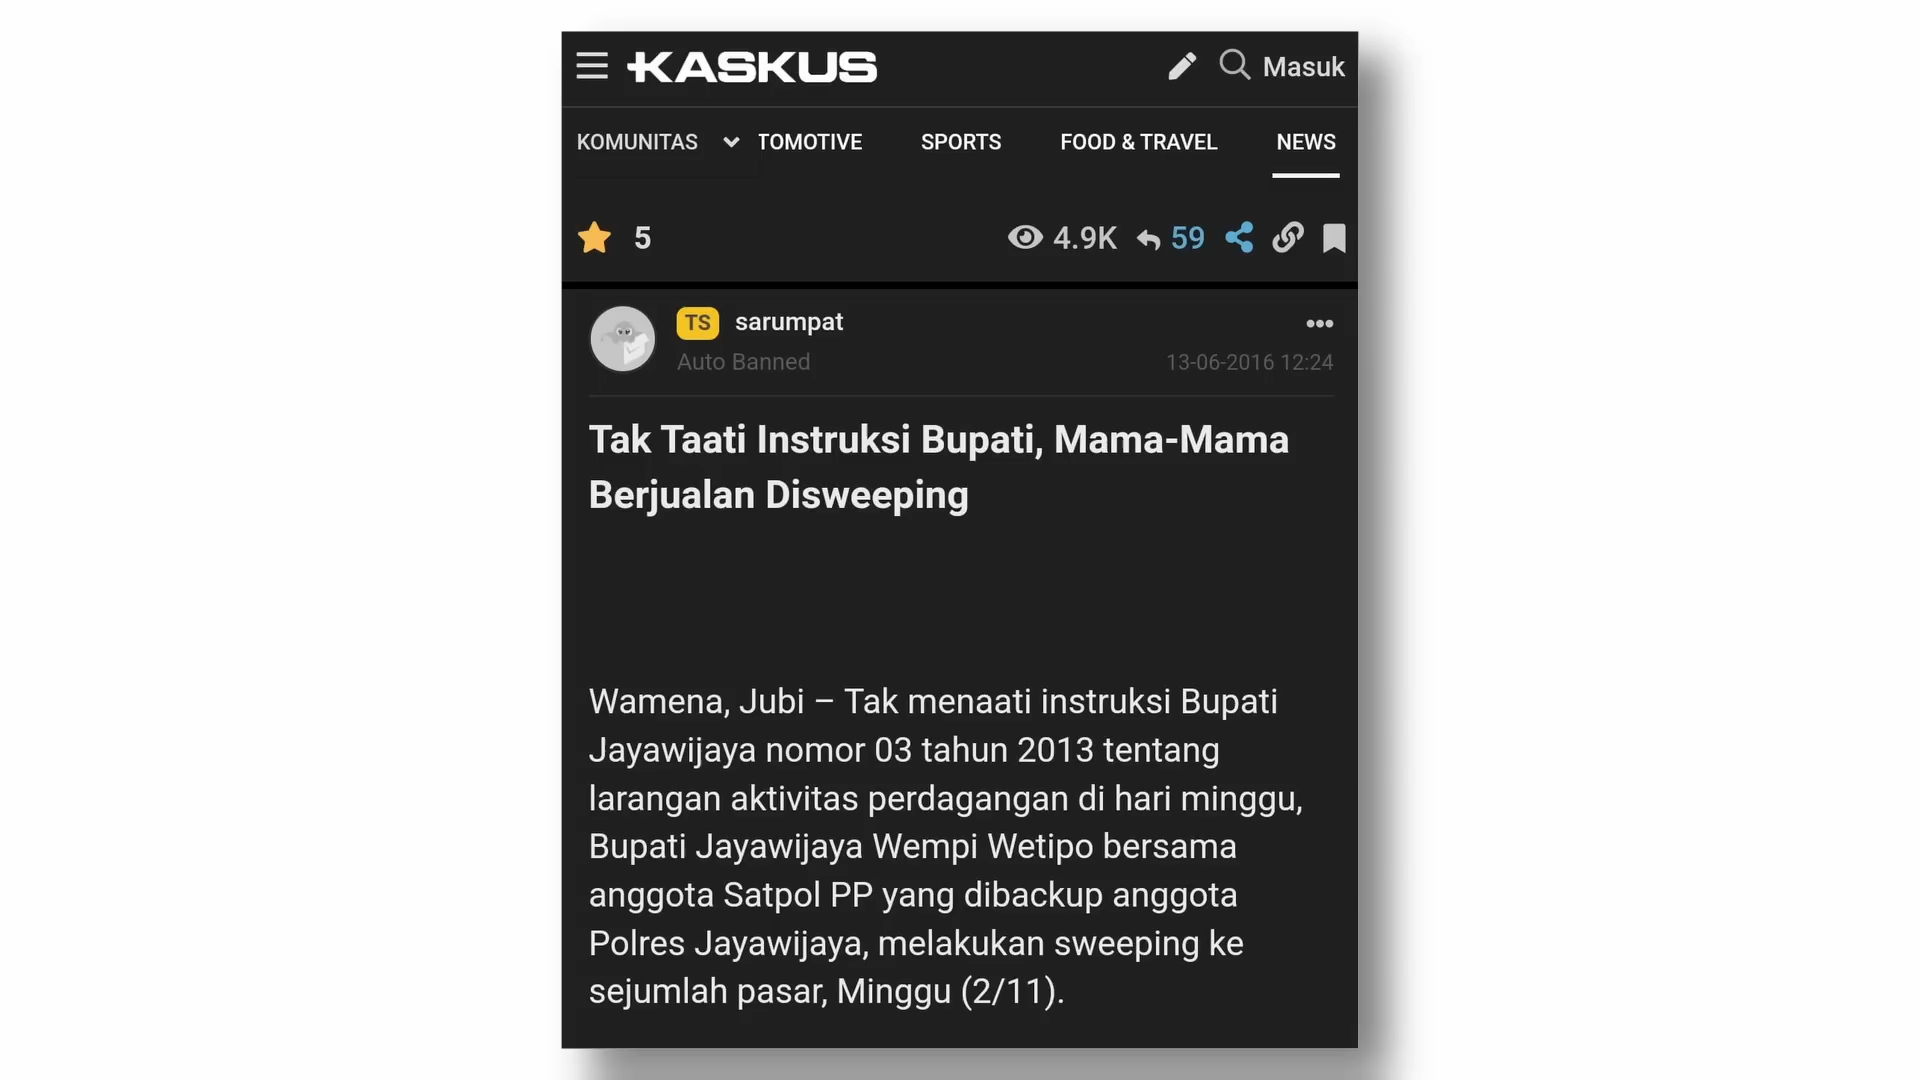 KASKUS
Masuk
KOMUNITAS TOMOTIVE SPORTS FOOD & TRAVEL NEWS
5 4.9K 59
TS sarumpat
Auto Banned 13-06-2016 12:24
Tak Taati Instruksi Bupati, Mama-Mama
Berjualan Disweeping
Wamena, Jubi – Tak menaati instruksi Bupati
Jayawijaya nomor 03 tahun 2013 tentang
larangan aktivitas perdagangan di hari minggu,
Bupati Jayawijaya Wempi Wetipo bersama
anggota Satpol PP yang dibackup anggota
Polres Jayawijaya, melakukan sweeping ke
sejumlah pasar, Minggu (2/11).